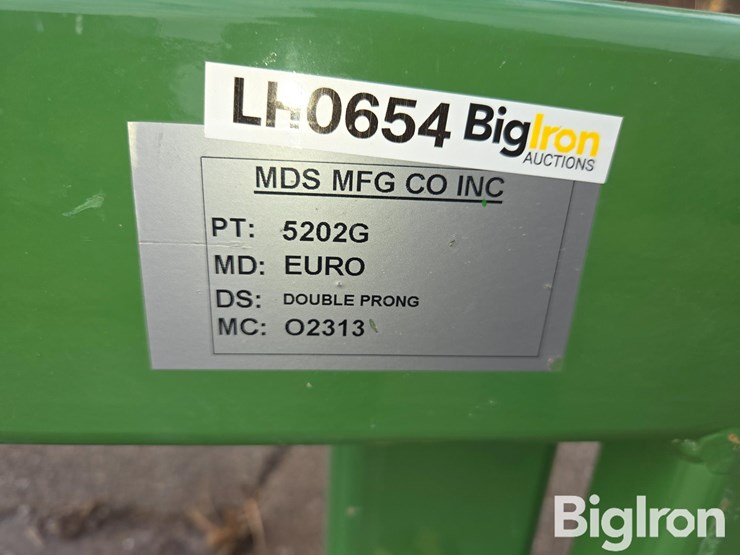 LH0654 BigIron
AUCTIONS
MDS MFG CO INC
PT: 5202G
MD: EURO
DS: DOUBLE PRONG
MC: O2313
BigIron